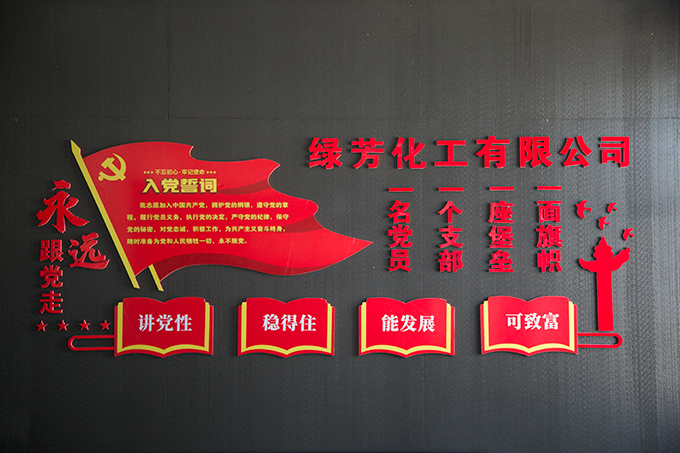 永远
跟党走
不忘初心·牢记使命
入党誓词
我志愿加入中国共产党，拥护党的纲领，遵守党的章
程，履行党员义务，执行党的决定，严守党的纪律，保守
党的秘密，对党忠诚，积极工作，为共产主义奋斗终身，
随时准备为党和人民牺牲一切，永不叛党。
绿芳化工有限公司
一名党员
一个支部
一座堡垒
一面旗帜
讲党性
稳得住
能发展
可致富